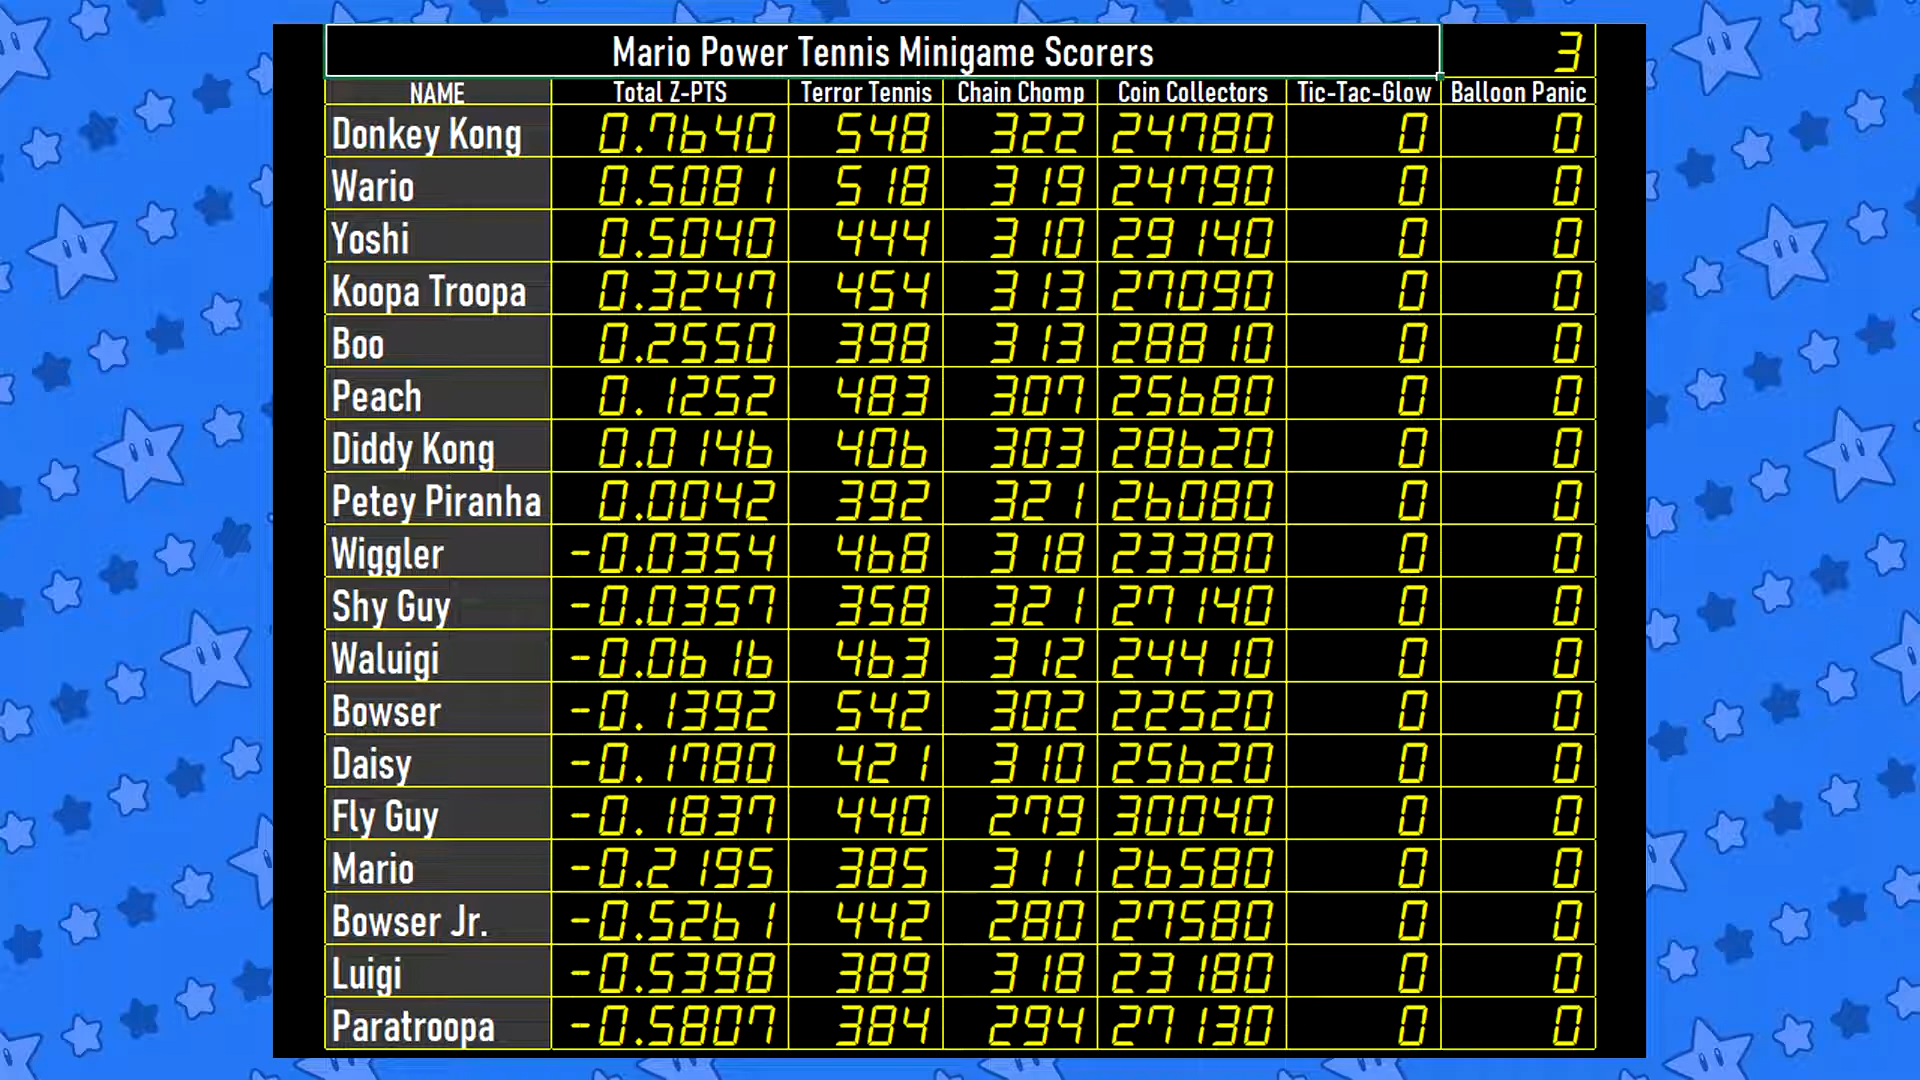 Mario Power Tennis Minigame Scorers 3
NAME Total Z-PTS Terror Tennis Chain Chomp Coin Collectors Tic-Tac-Glow Balloon Panic
Donkey Kong 0.7640 548 322 24780 0 0
Wario 0.5081 518 319 24790 0 0
Yoshi 0.5040 444 310 29140 0 0
Koopa Troopa 0.3247 454 313 27090 0 0
Boo 0.2550 398 313 28810 0 0
Peach 0.1252 483 307 25680 0 0
Diddy Kong 0.0146 406 303 28620 0 0
Petey Piranha 0.0042 392 321 26080 0 0
Wiggler -0.0354 468 318 23380 0 0
Shy Guy -0.0357 358 321 27140 0 0
Waluigi -0.0616 463 312 24410 0 0
Bowser -0.1392 542 302 22520 0 0
Daisy -0.1780 421 310 25620 0 0
Fly Guy -0.1837 440 279 30040 0 0
Mario -0.2195 385 311 26580 0 0
Bowser Jr. -0.5261 442 280 27580 0 0
Luigi -0.5398 389 318 23180 0 0
Paratroopa -0.5807 384 294 27130 0 0